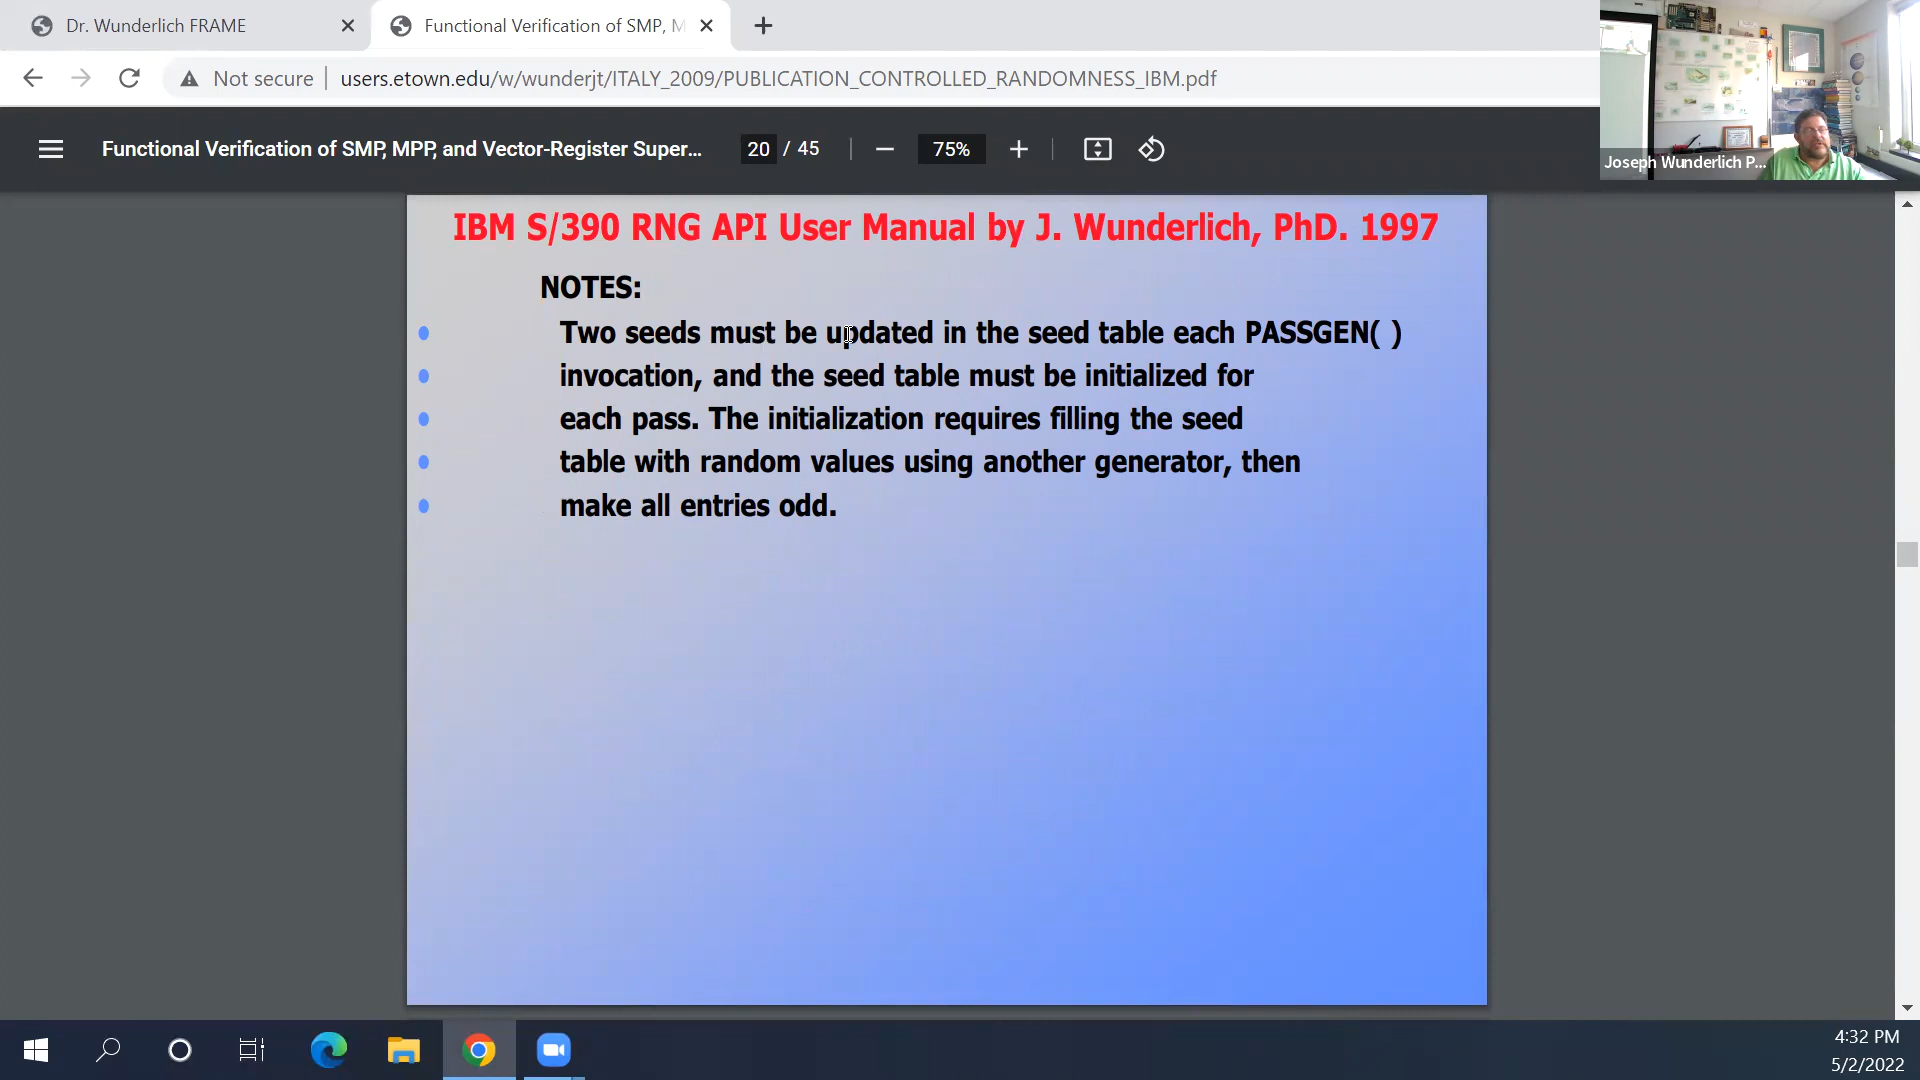 Dr. Wunderlich FRAME
Functional Verification of SMP, M
Not secure
users.etown.edu/w/wunderjt/ITALY_2009/PUBLICATION_CONTROLLED_RANDOMNESS_IBM.pdf
Functional Verification of SMP, MPP, and Vector-Register Super...
20 / 45
75%
Joseph Wunderlich P...
IBM S/390 RNG API User Manual by J. Wunderlich, PhD. 1997
NOTES:
Two seeds must be updated in the seed table each PASSGEN( )
invocation, and the seed table must be initialized for
each pass. The initialization requires filling the seed
table with random values using another generator, then
make all entries odd.
4:32 PM
5/2/2022